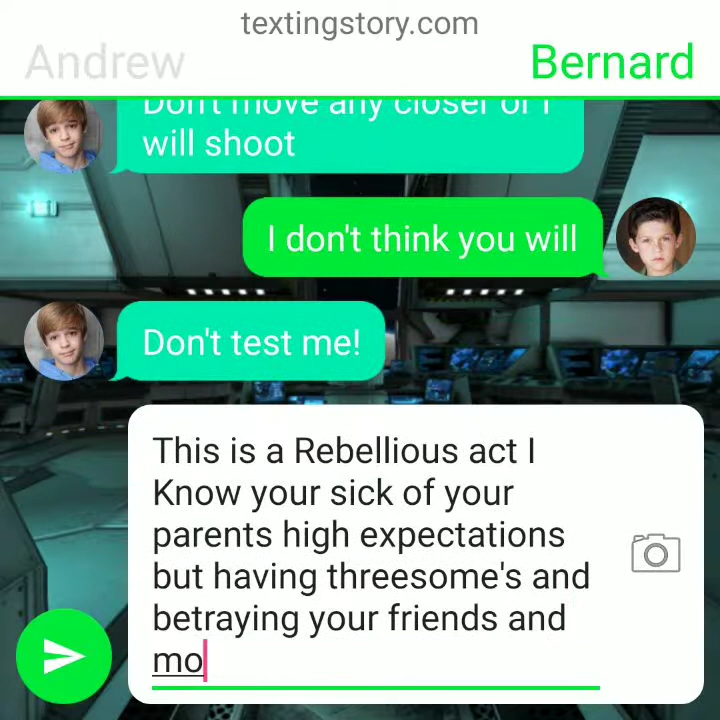 textingstory.com
Andrew Bernard
Don't move any closer or I
will shoot
I don't think you will
Don't test me!
This is a Rebellious act I
Know your sick of your
parents high expectations
but having threesome's and
betraying your friends and
mo